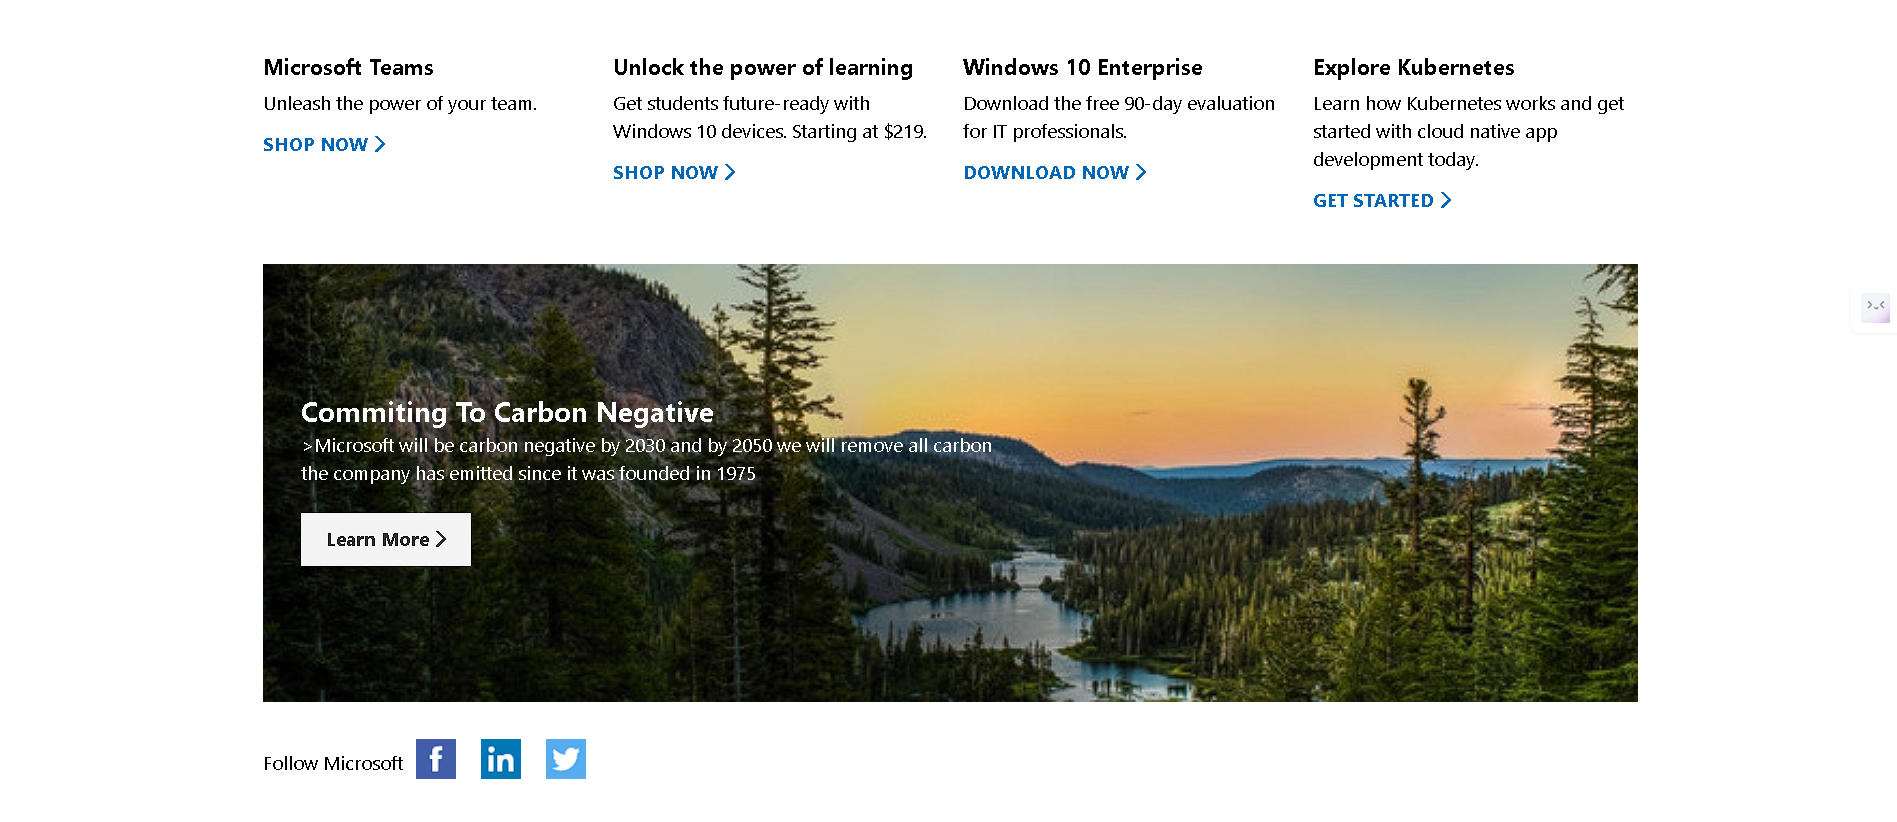 Microsoft Teams
Unleash the power of your team.
SHOP NOW
Unlock the power of learning
Get students future-ready with
Windows 10 devices. Starting at $219.
SHOP NOW
Windows 10 Enterprise
Download the free 90-day evaluation
for IT professionals.
DOWNLOAD NOW
Explore Kubernetes
Learn how Kubernetes works and get
started with cloud native app
development today.
GET STARTED
Commiting To Carbon Negative
>Microsoft will be carbon negative by 2030 and by 2050 we will remove all carbon
the company has emitted since it was founded in 1975
Learn More
Follow Microsoft